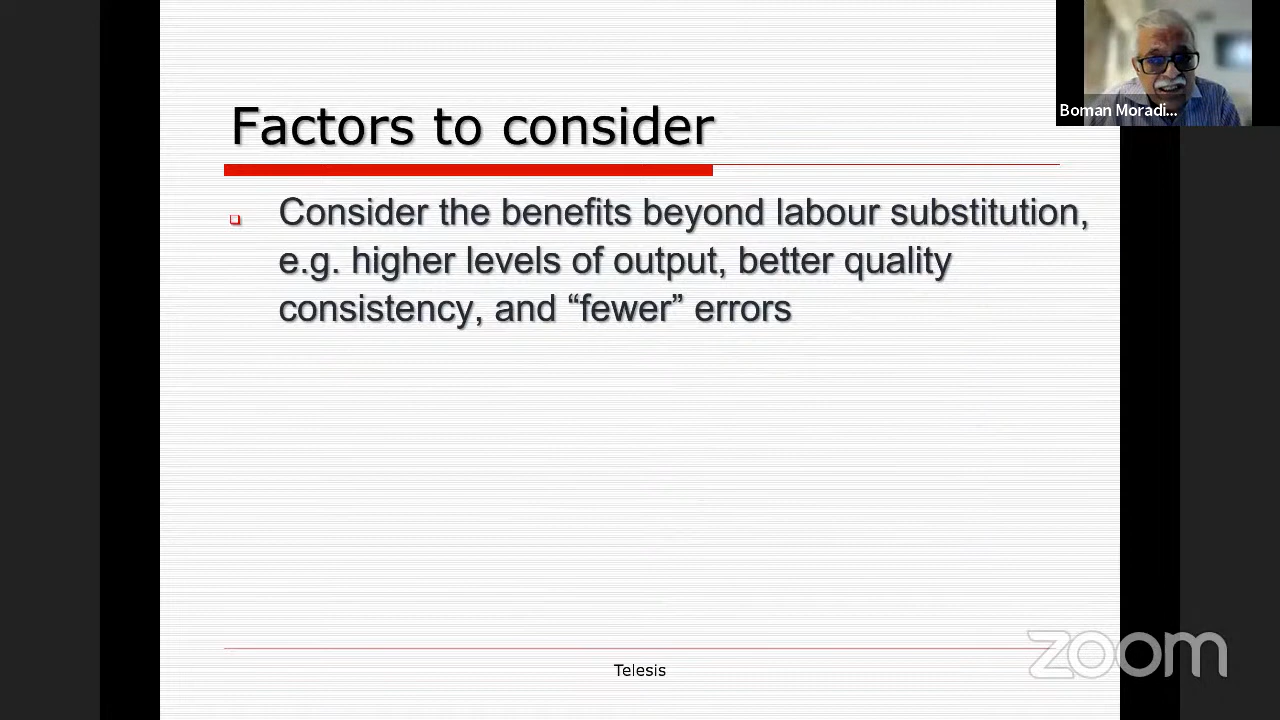 Factors to consider
Consider the benefits beyond labour substitution,
e.g. higher levels of output, better quality
consistency, and “fewer” errors
Telesis
Boman Moradi...
zoom